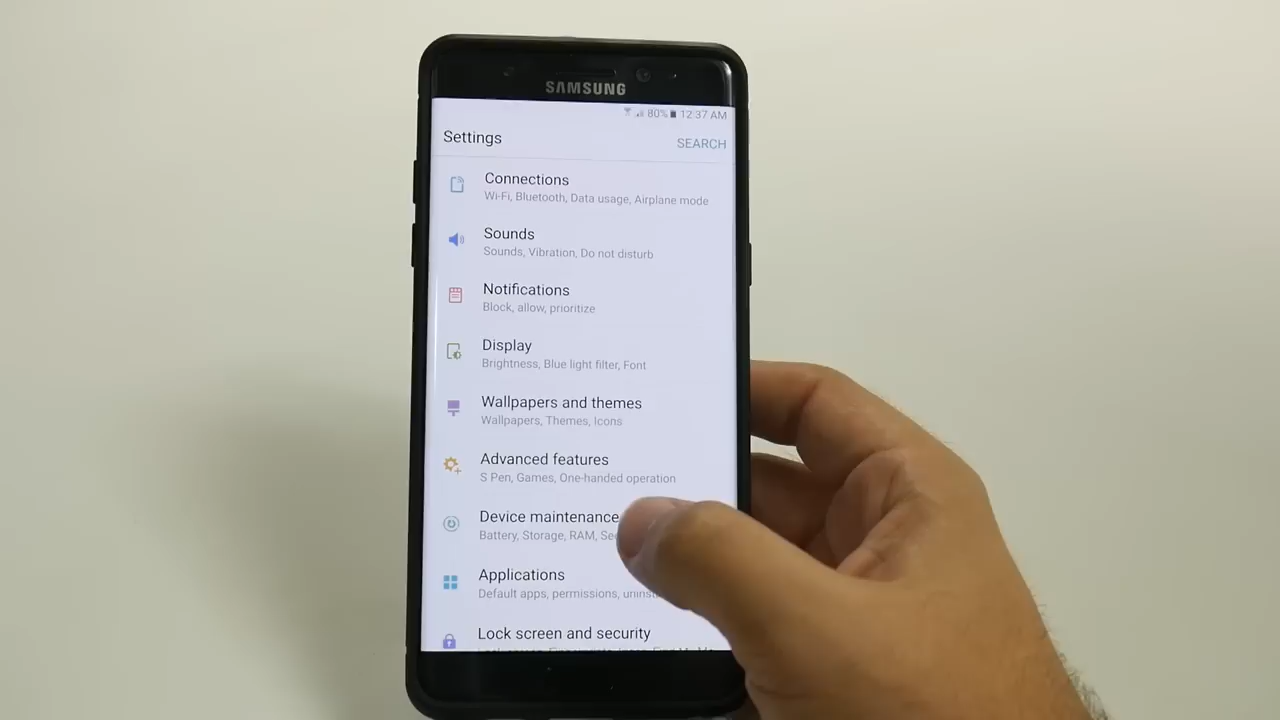 SAMSUNG
80% 12:37 AM
Settings
SEARCH
Connections
Wi-Fi, Bluetooth, Data usage, Airplane mode
Sounds
Sounds, Vibration, Do not disturb
Notifications
Block, allow, prioritize
Display
Brightness, Blue light filter, Font
Wallpapers and themes
Wallpapers, Themes, Icons
Advanced features
S Pen, Games, One-handed operation
Device maintenance
Battery, Storage, RAM,
Applications
Default apps, permissions,
Lock screen and security